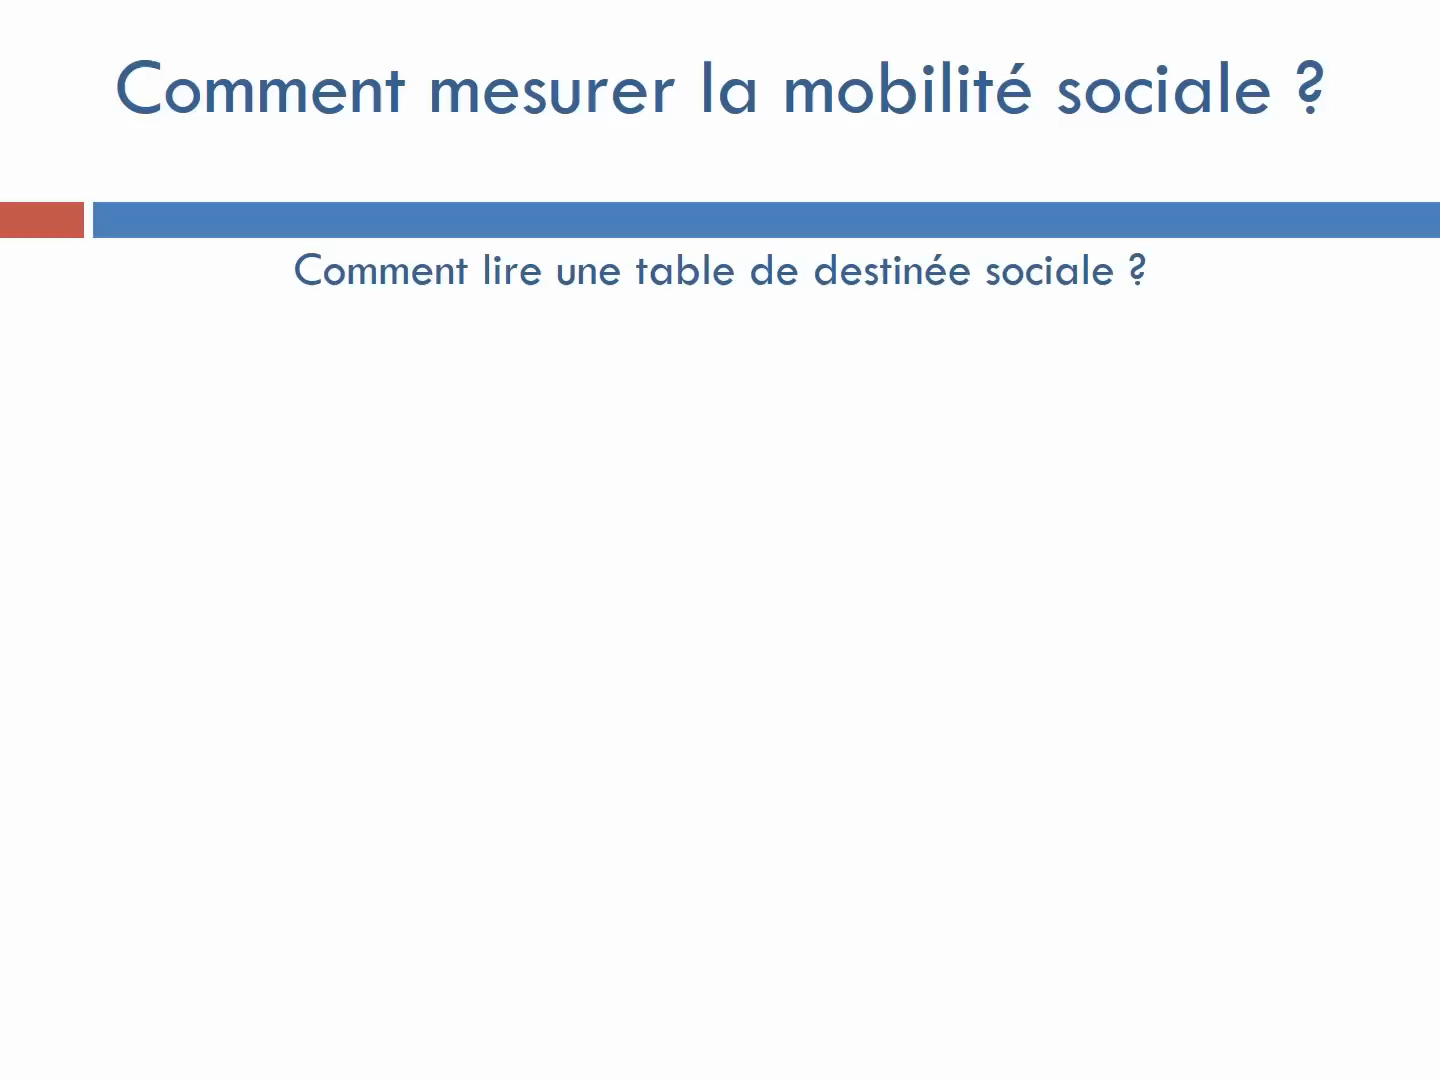 Comment mesurer la mobilité sociale ?
Comment lire une table de destinée sociale ?